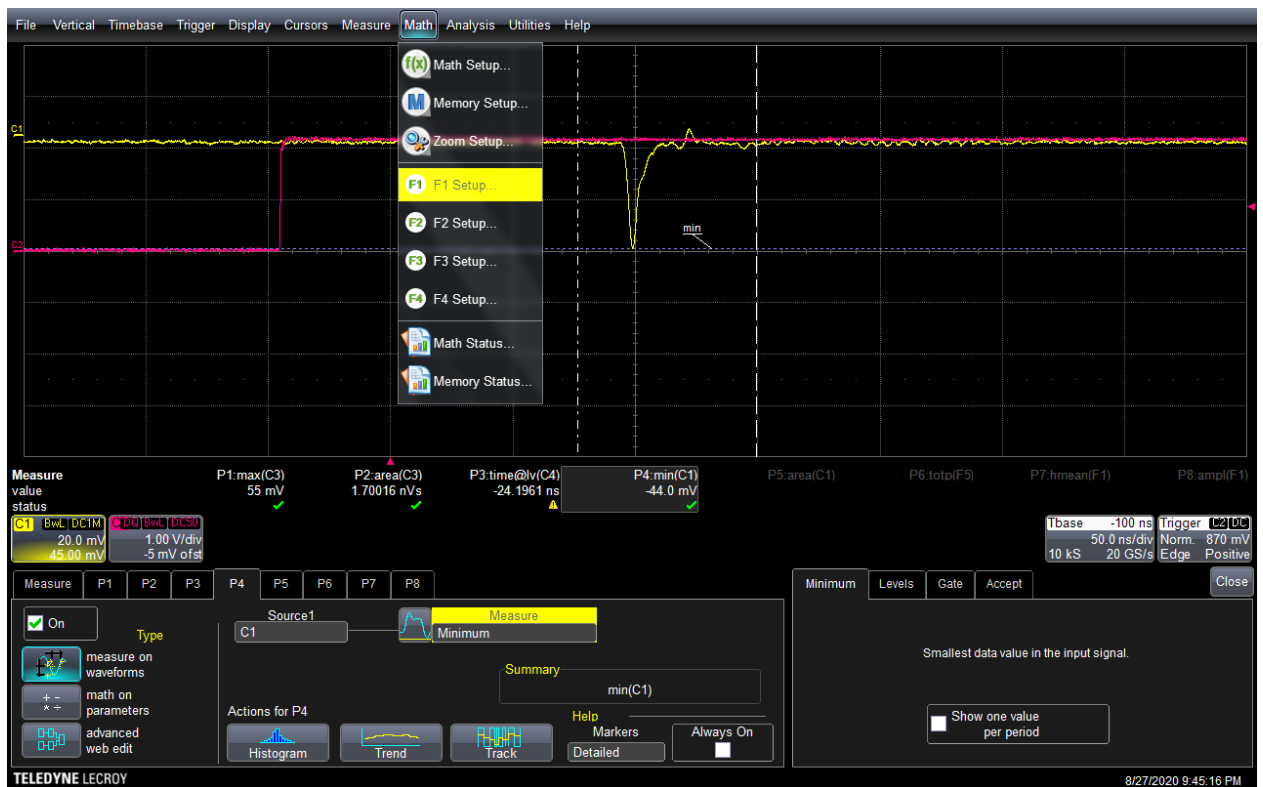 File Vertical Timebase Trigger Display Cursors Measure Math Analysis Utilities Help
f(x) Math Setup...
M Memory Setup...
Zoom Setup...
F1 F1 Setup...
F2 F2 Setup...
F3 F3 Setup...
F4 F4 Setup...
Math Status...
Memory Status...
C1
C2
min
Measure P1:max(C3) P2:area(C3) P3:time@lv(C4) P4:min(C1) P5:area(C1) P6:totp(F5) P7:hmean(F1) P8:ampl(F1)
value 55 mV 1.70016 nVs -24.1961 ns -44.0 mV
status
C1 BwL DC1M C DQ BwL DC50
20.0 mV 1.00 V/div
45.00 mV -5 mV ofst
Tbase -100 ns Trigger C2 DC
50.0 ns/div Norm. 870 mV
10 kS 20 GS/s Edge Positive
Measure P1 P2 P3 P4 P5 P6 P7 P8
Minimum Levels Gate Accept Close
On
Type
measure on
waveforms
math on
parameters
advanced
web edit
Source1
C1
Measure
Minimum
Summary
min(C1)
Actions for P4
Histogram Trend Track
Help
Markers
Detailed
Always On
Smallest data value in the input signal.
Show one value
per period
TELEDYNE LECROY
8/27/2020 9:45:16 PM